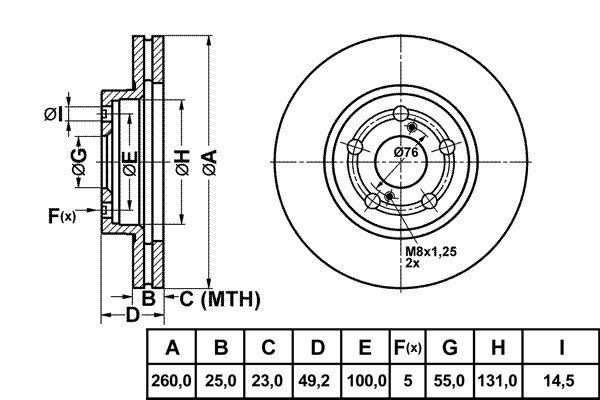 ØI
ØG
ØE
ØH
ØA
F(x)
B
C (MTH)
D
Ø76
M8x1,25
2x
A B C D E F(x) G H I
260,0 25,0 23,0 49,2 100,0 5 55,0 131,0 14,5